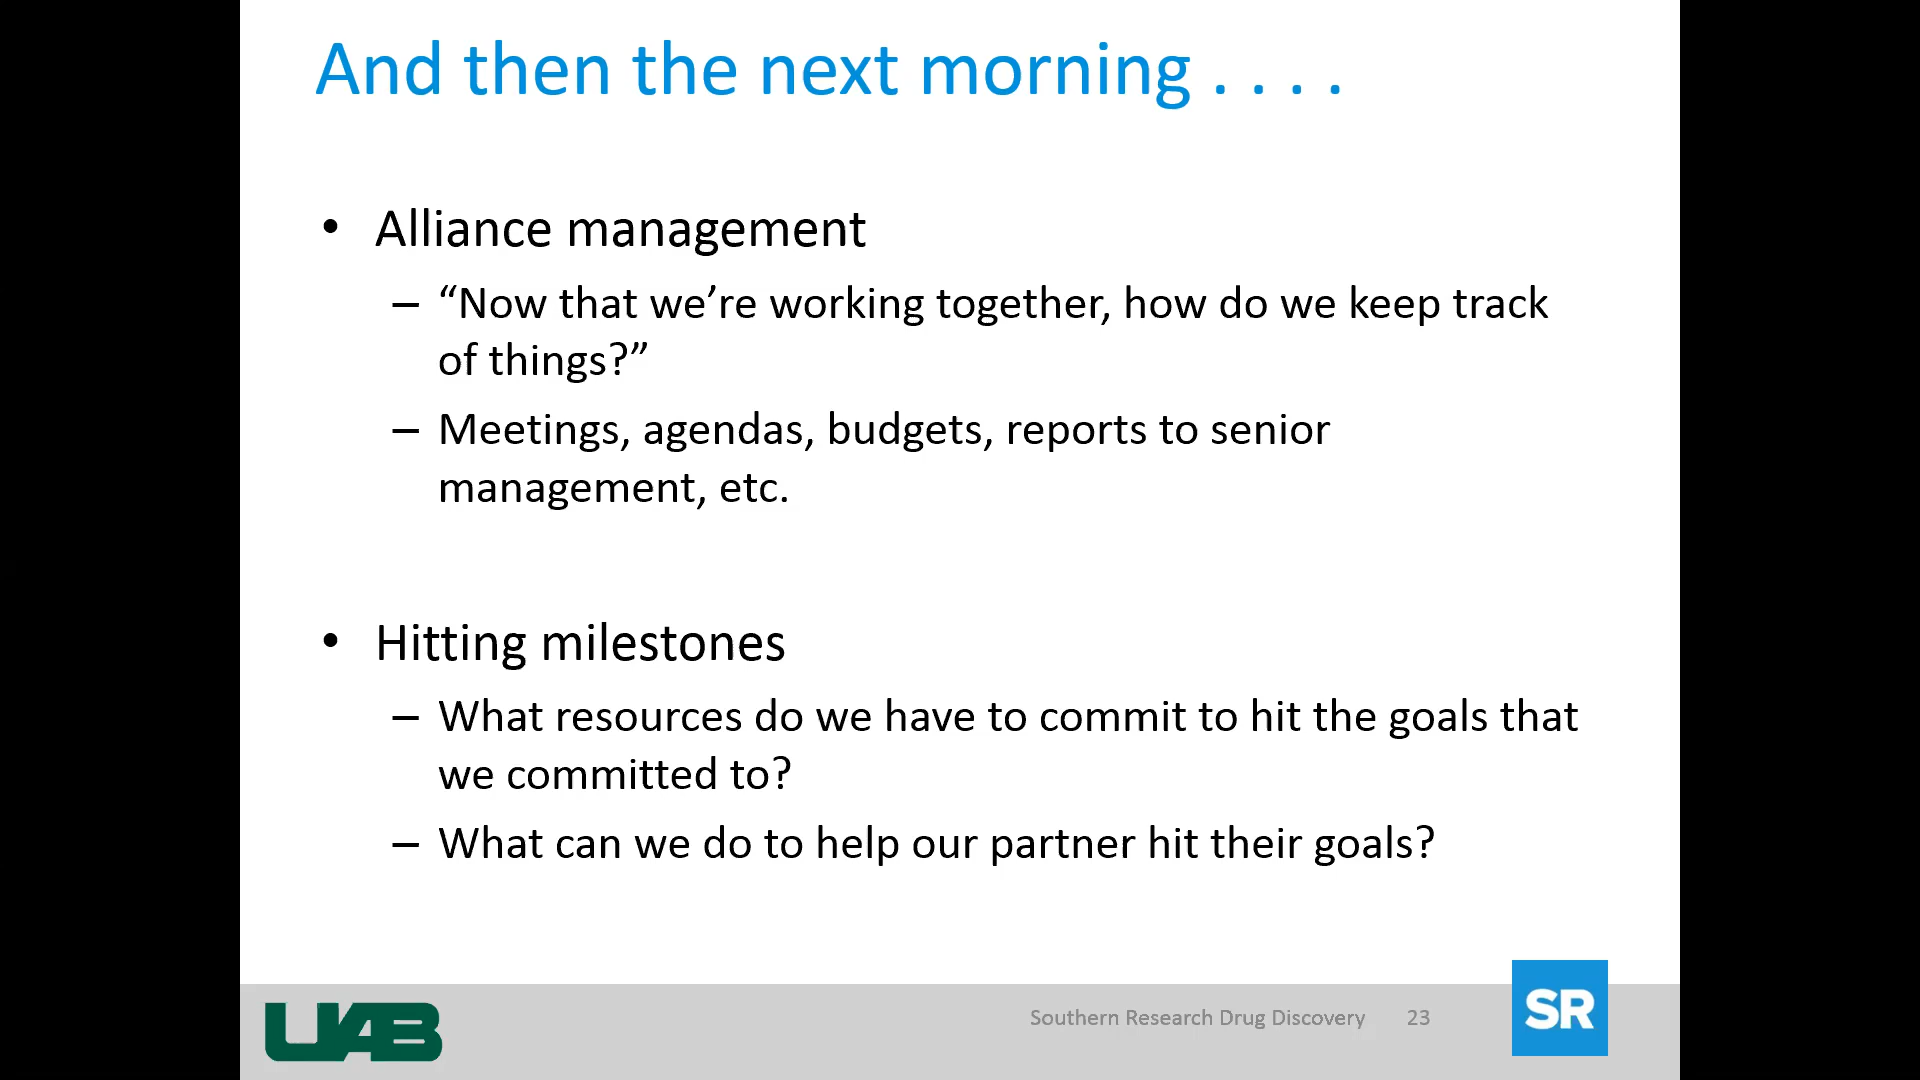 And then the next morning . . . .
• Alliance management
– “Now that we’re working together, how do we keep track
of things?”
– Meetings, agendas, budgets, reports to senior
management, etc.
• Hitting milestones
– What resources do we have to commit to hit the goals that
we committed to?
– What can we do to help our partner hit their goals?
UAB
Southern Research Drug Discovery 23
SR